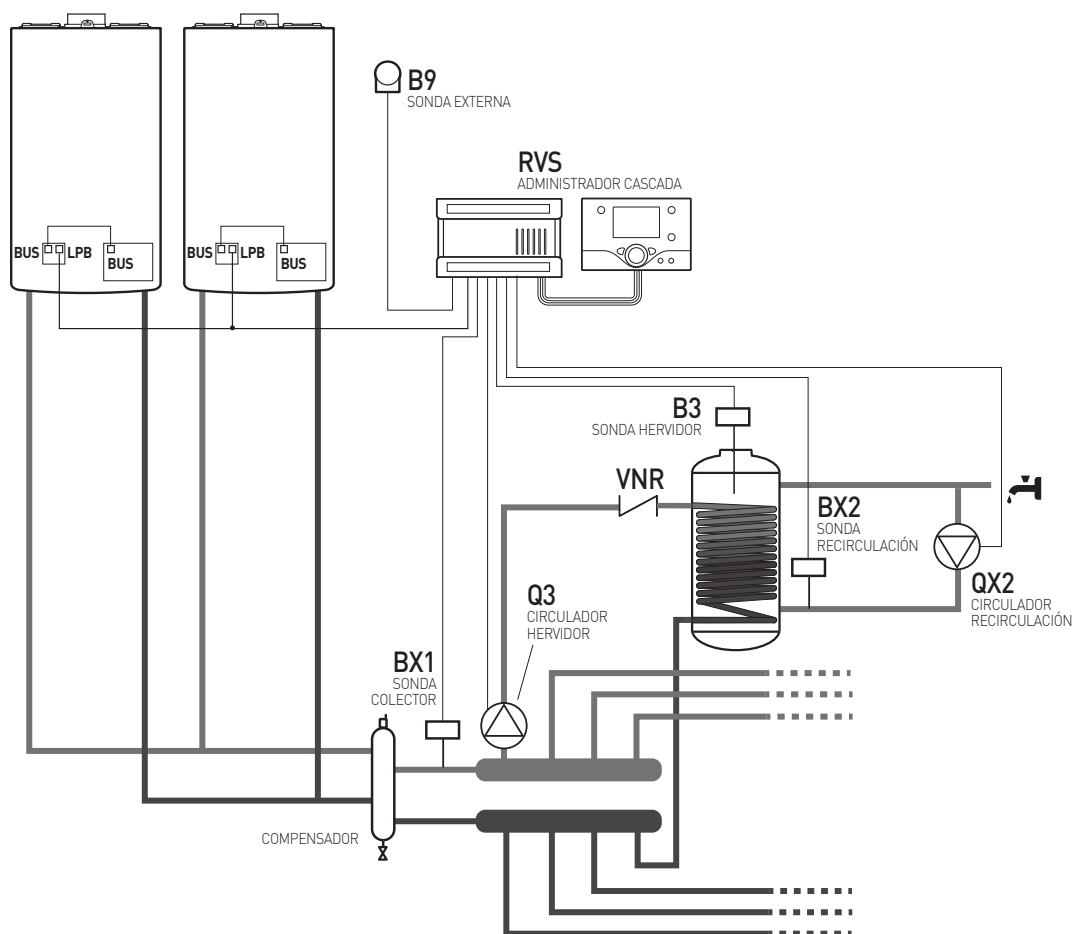 B9
SONDA EXTERNA
RVS
ADMINISTRADOR CASCADA
BUS
LPB
BUS
BUS
LPB
BUS
B3
SONDA HERVIDOR
VNR
BX2
SONDA
RECIRCULACIÓN
Q3
CIRCULADOR
HERVIDOR
QX2
CIRCULADOR
RECIRCULACIÓN
BX1
SONDA
COLECTOR
COMPENSADOR